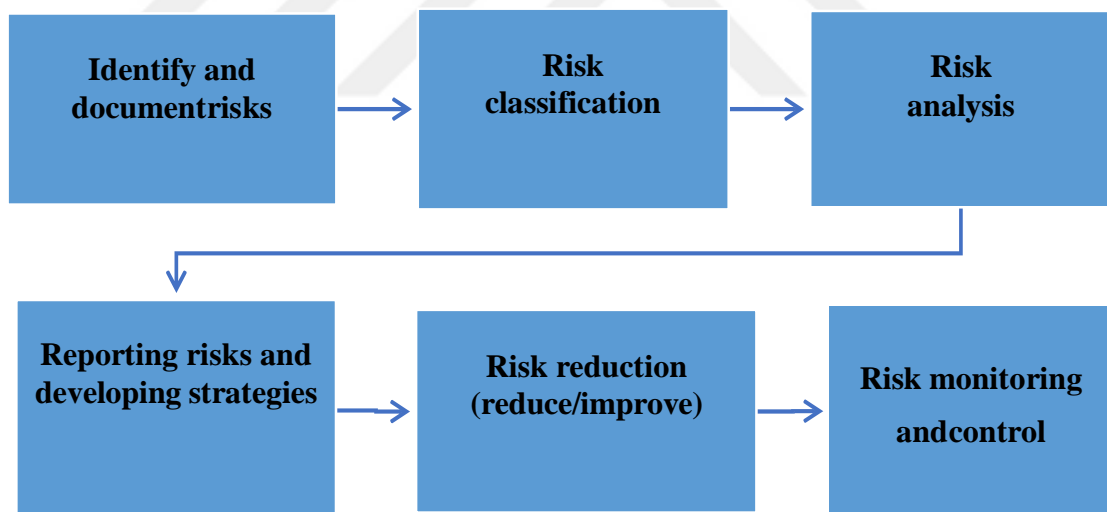 Identify and
documentrisks
Risk
classification
Risk
analysis
Reporting risks and
developing strategies
Risk reduction
(reduce/improve)
Risk monitoring
andcontrol